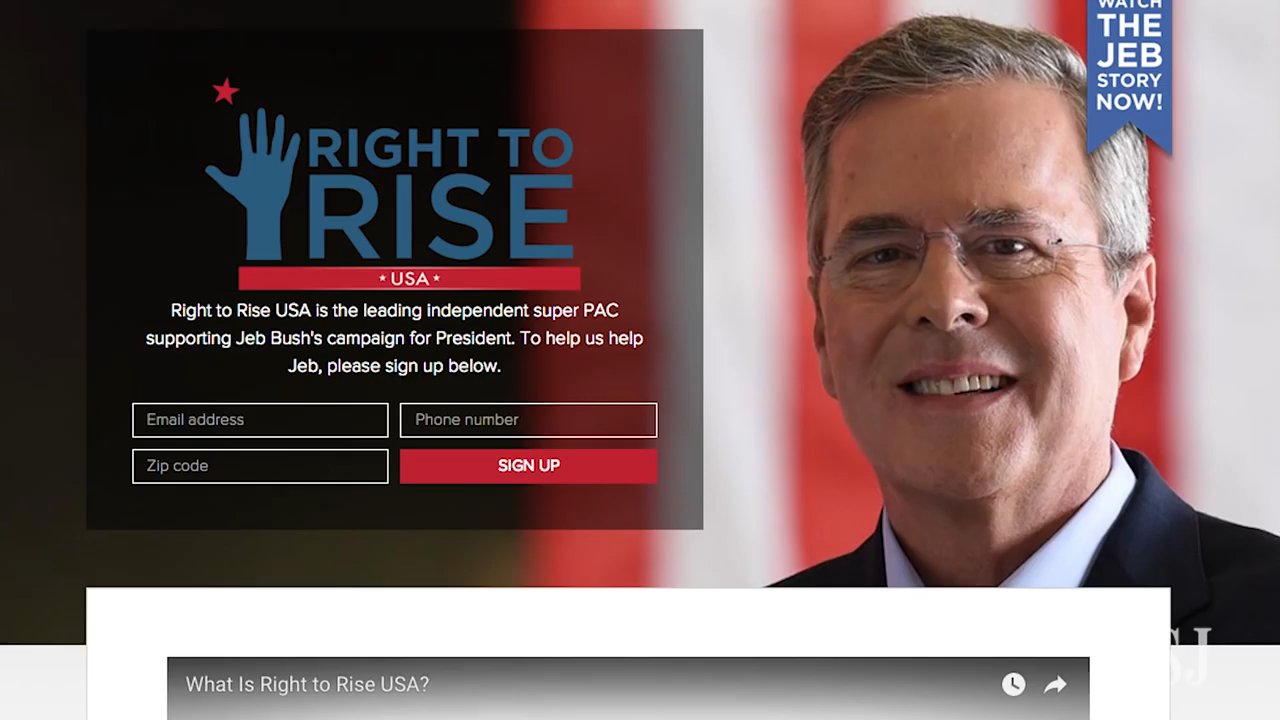 WATCH
THE
JEB
STORY
NOW!
RIGHT TO
RISE
USA
Right to Rise USA is the leading independent super PAC
supporting Jeb Bush's campaign for President. To help us help
Jeb, please sign up below.
Email address
Phone number
Zip code
SIGN UP
SJ
What Is Right to Rise USA?